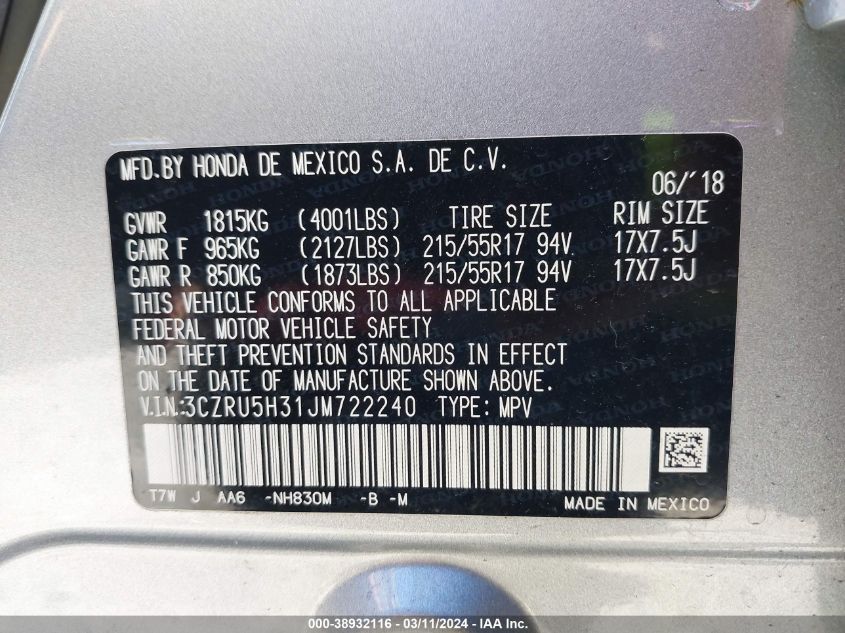 MFD.BY HONDA DE MEXICO S.A. DE C.V.
06/'18
GVWR 1815KG (4001LBS) TIRE SIZE RIM SIZE
GAWR F 965KG (2127LBS) 215/55R17 94V 17X7.5J
GAWR R 850KG (1873LBS) 215/55R17 94V 17X7.5J
THIS VEHICLE CONFORMS TO ALL APPLICABLE
FEDERAL MOTOR VEHICLE SAFETY
AND THEFT PREVENTION STANDARDS IN EFFECT
ON THE DATE OF MANUFACTURE SHOWN ABOVE.
V.I.N.:3CZRU5H31JM722240 TYPE: MPV
T7W J AA6 -NH830M -B -M MADE IN MEXICO
000-38932116 - 03/11/2024 - IAA Inc.